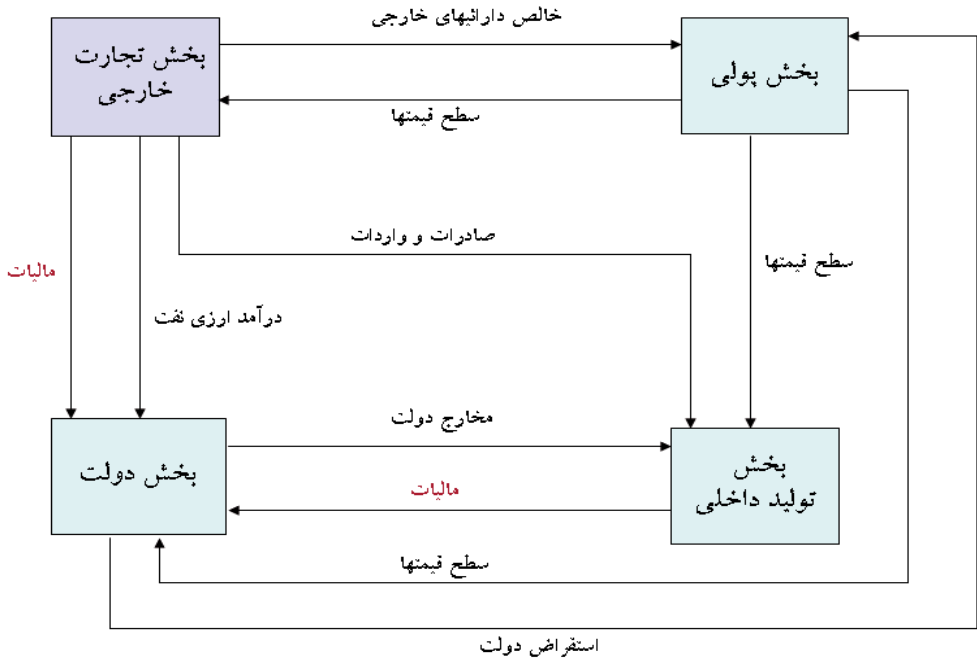 خالص دارائیهای خارجی
بخش تجارت
خارجی
بخش پولی
سطح قیمتها
صادرات و واردات
سطح قیمتها
مالیات
درآمد ارزی نفت
مخارج دولت
بخش دولت
بخش
تولید داخلی
مالیات
سطح قیمتها
استقراض دولت